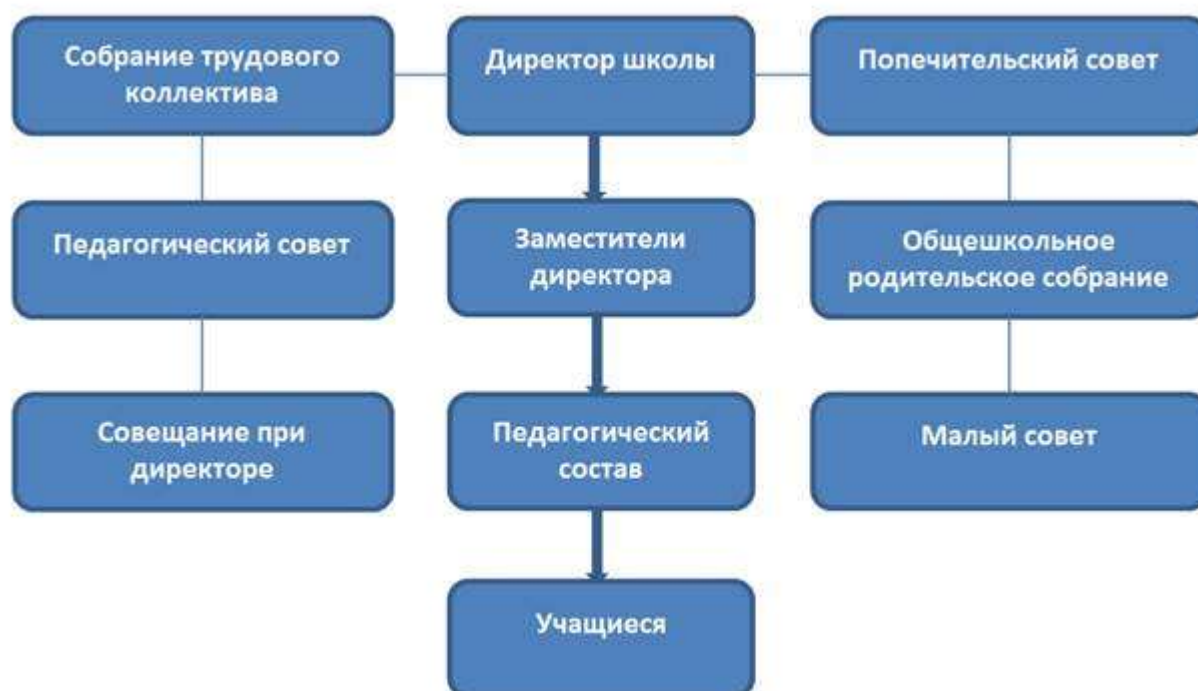 Собрание трудового
коллектива
Директор школы
Попечительский совет
Педагогический совет
Заместители
директора
Общешкольное
родительское собрание
Совещание при
директоре
Педагогический
состав
Малый совет
Учащиеся